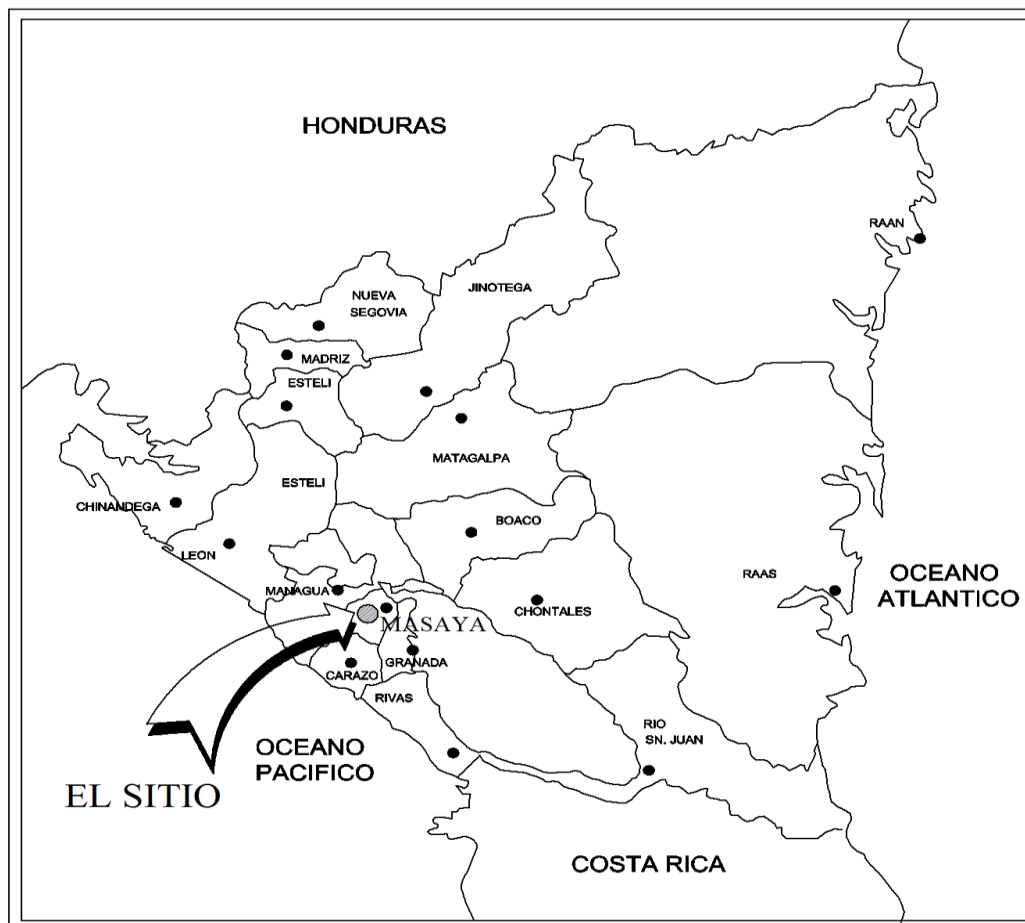 HONDURAS
RAAN
JINOTEGA
NUEVA
SEGOVIA
MADRIZ
ESTELI
MATAGALPA
ESTELI
CHINANDEGA
BOACO
LEON
RAAS
OCEANO
ATLANTICO
MANAGUA
CHONTALES
MASAYA
GRANADA
CARAZO
RIVAS
RIO
SN. JUAN
OCEANO
PACIFICO
EL SITIO
COSTA RICA